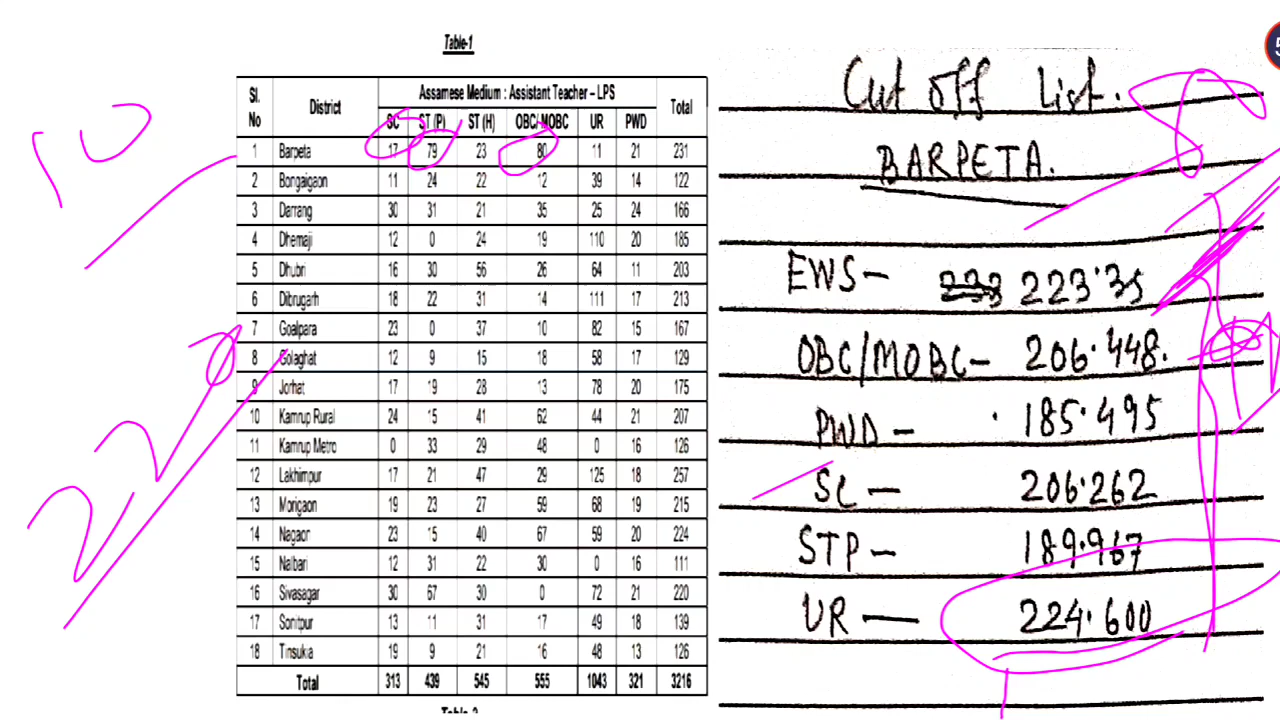 Table-1
Assamese Medium : Assistant Teacher – LPS
Sl. No District SC ST (P) ST (H) OBC/MOBC UR PWD Total
1 Barpeta 17 79 23 80 11 21 231
2 Bongaigaon 11 24 22 12 39 14 122
3 Darrang 30 31 21 35 25 24 166
4 Dhemaji 12 0 24 19 110 20 185
5 Dhubri 16 30 56 26 64 11 203
6 Dibrugarh 18 22 31 14 111 17 213
7 Goalpara 23 0 37 10 82 15 167
8 Golaghat 12 9 15 18 58 17 129
9 Jorhat 17 19 28 13 78 20 175
10 Kamrup Rural 24 15 41 62 44 21 207
11 Kamrup Metro 0 33 29 48 0 16 126
12 Lakhimpur 17 21 47 29 125 18 257
13 Morigaon 19 23 27 59 68 19 215
14 Nagaon 23 15 40 67 59 20 224
15 Nalbari 12 31 22 30 0 16 111
16 Sivasagar 30 67 30 0 72 21 220
17 Sonitpur 13 11 31 17 49 18 139
18 Tinsukia 19 9 21 16 48 13 126
Total 313 439 545 555 1043 321 3216
Cut off List.
BARPETA.
EWS – 223.35
OBC/MOBC – 206.448.
PWD – 185.495
SC – 206.262
STP – 189.967
UR — 224.600
10
220
8